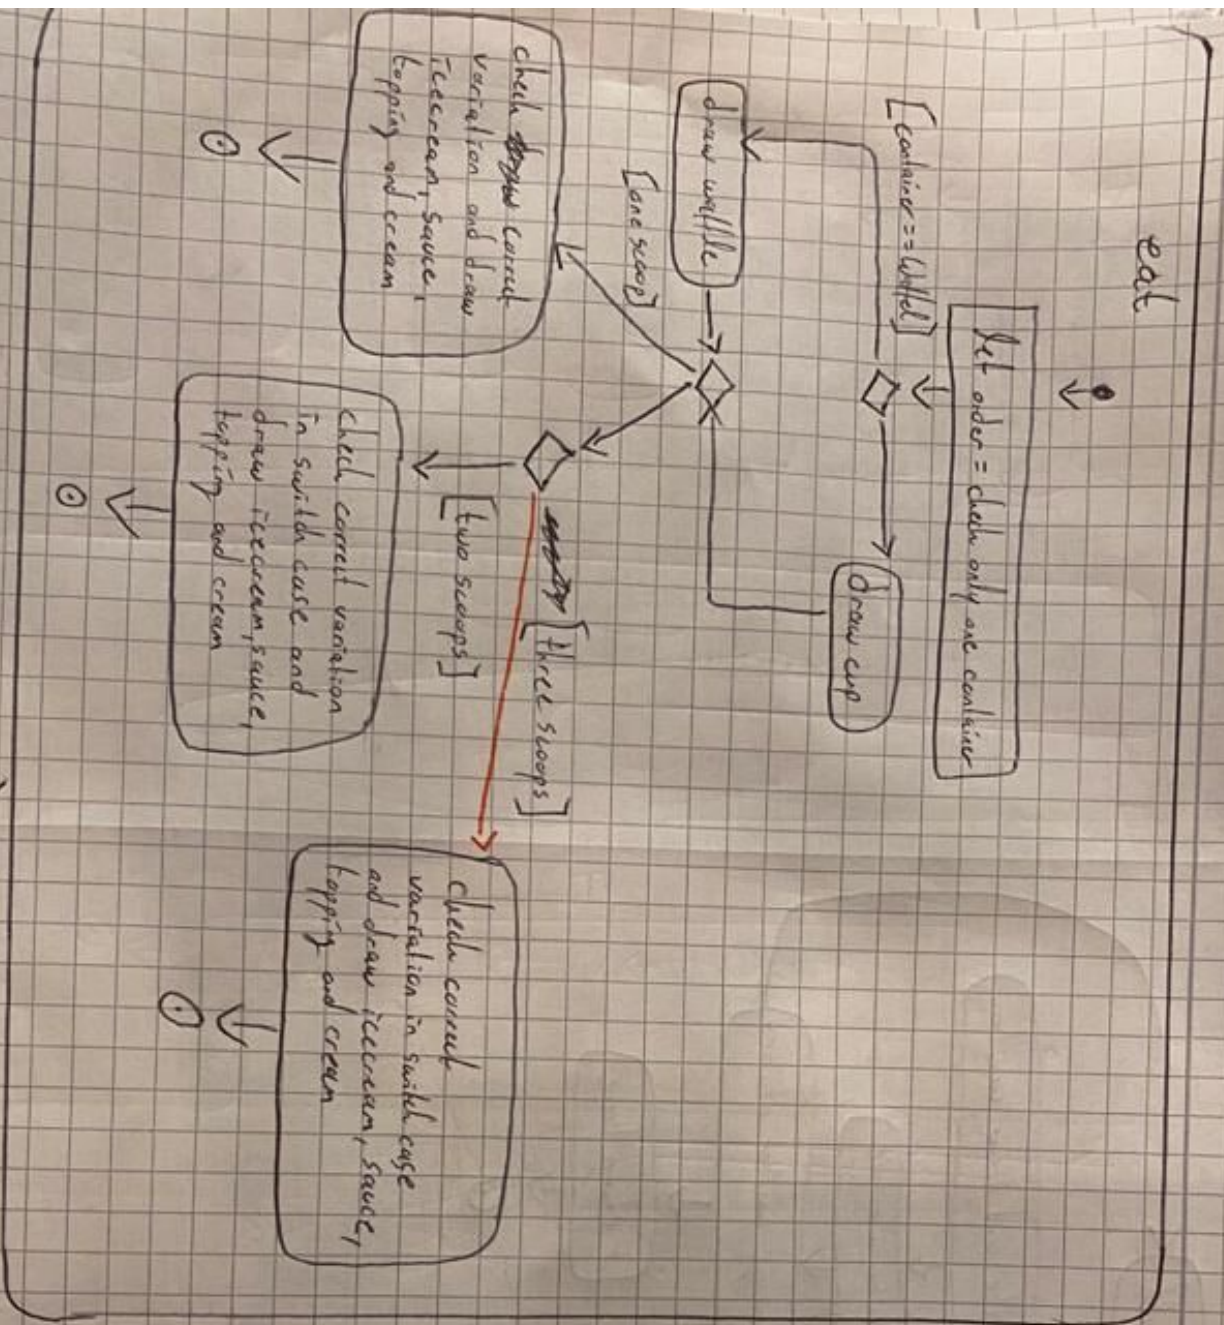 eat
let order = check only one container
[container == Waffel]
draw waffle
draw cup
[one scoop]
check correct
variation and draw
icecream, sauce,
topping and cream
[three scoops]
[two scoops]
check correct variation
in switch case and
draw icecream, sauce,
topping and cream
check correct
variation in switch case
and draw icecream, sauce,
topping and cream